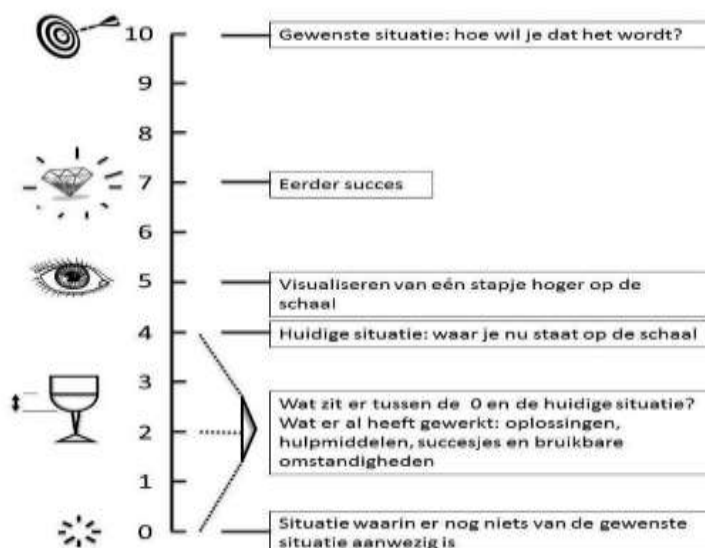 10 Gewenste situatie: hoe wil je dat het wordt?
9
8
7 Eerder succes
6
5 Visualiseren van één stapje hoger op de
schaal
4 Huidige situatie: waar je nu staat op de schaal
3
Wat zit er tussen de 0 en de huidige situatie?
2 Wat er al heeft gewerkt: oplossingen,
hulpmiddelen, succesjes en bruikbare
omstandigheden
1
0 Situatie waarin er nog niets van de gewenste
situatie aanwezig is